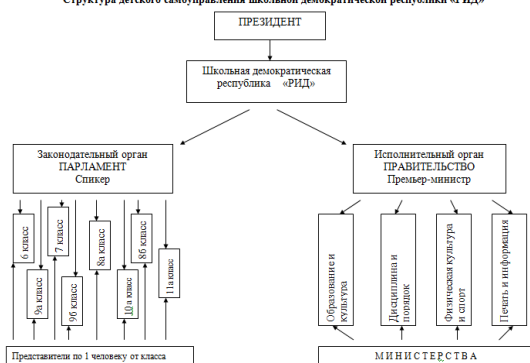 Структура детского самоуправления школьной демократической республики «РИД»
ПРЕЗИДЕНТ
Школьная демократическая
республика «РИД»
Законодательный орган
ПАРЛАМЕНТ
Спикер
Исполнительный орган
ПРАВИТЕЛЬСТВО
Премьер-министр
6 класс
9а класс
7 класс
9б класс
8а класс
10а класс
8б класс
11а класс
Образование и
культура
Дисциплина и
порядок
Физическая культура
и спорт
Печать и информация
Представители по 1 человеку от класса
МИНИСТЕРСТВА